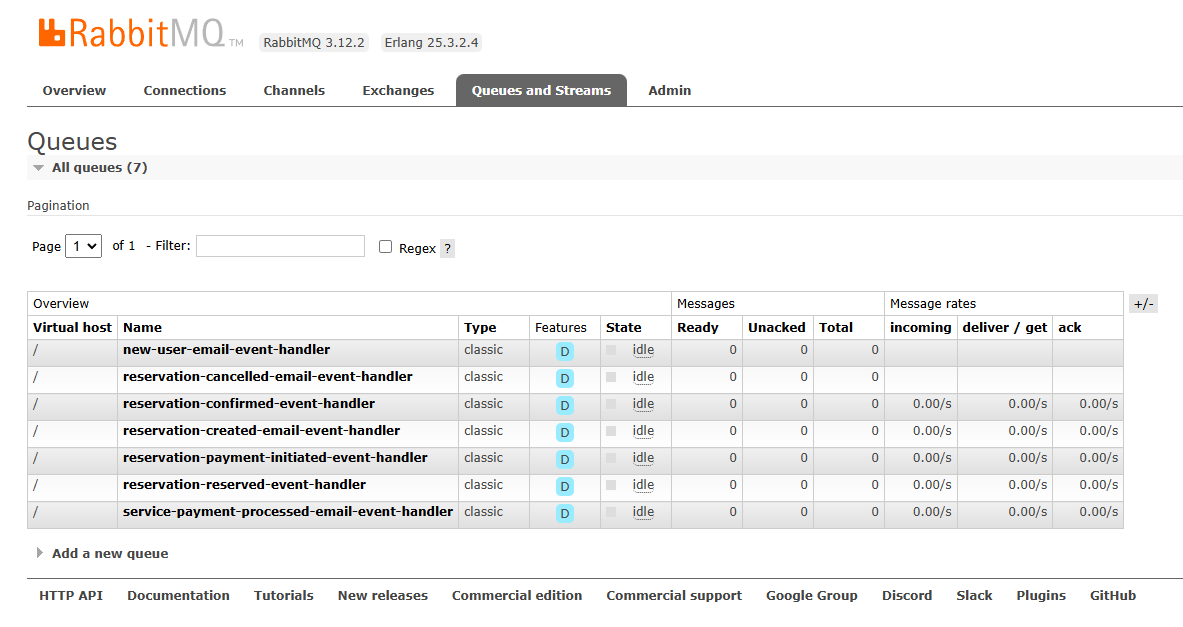 RabbitMQ TM RabbitMQ 3.12.2 Erlang 25.3.2.4
Overview Connections Channels Exchanges Queues and Streams Admin
Queues
All queues (7)
Pagination
Page 1 of 1 - Filter: Regex ?
Overview Messages Message rates +/-
Virtual host Name Type Features State Ready Unacked Total incoming deliver / get ack
/ new-user-email-event-handler classic D idle 0 0 0
/ reservation-cancelled-email-event-handler classic D idle 0 0 0
/ reservation-confirmed-event-handler classic D idle 0 0 0 0.00/s 0.00/s 0.00/s
/ reservation-created-email-event-handler classic D idle 0 0 0 0.00/s 0.00/s 0.00/s
/ reservation-payment-initiated-event-handler classic D idle 0 0 0 0.00/s 0.00/s 0.00/s
/ reservation-reserved-event-handler classic D idle 0 0 0 0.00/s 0.00/s 0.00/s
/ service-payment-processed-email-event-handler classic D idle 0 0 0 0.00/s 0.00/s 0.00/s
Add a new queue
HTTP API Documentation Tutorials New releases Commercial edition Commercial support Google Group Discord Slack Plugins GitHub